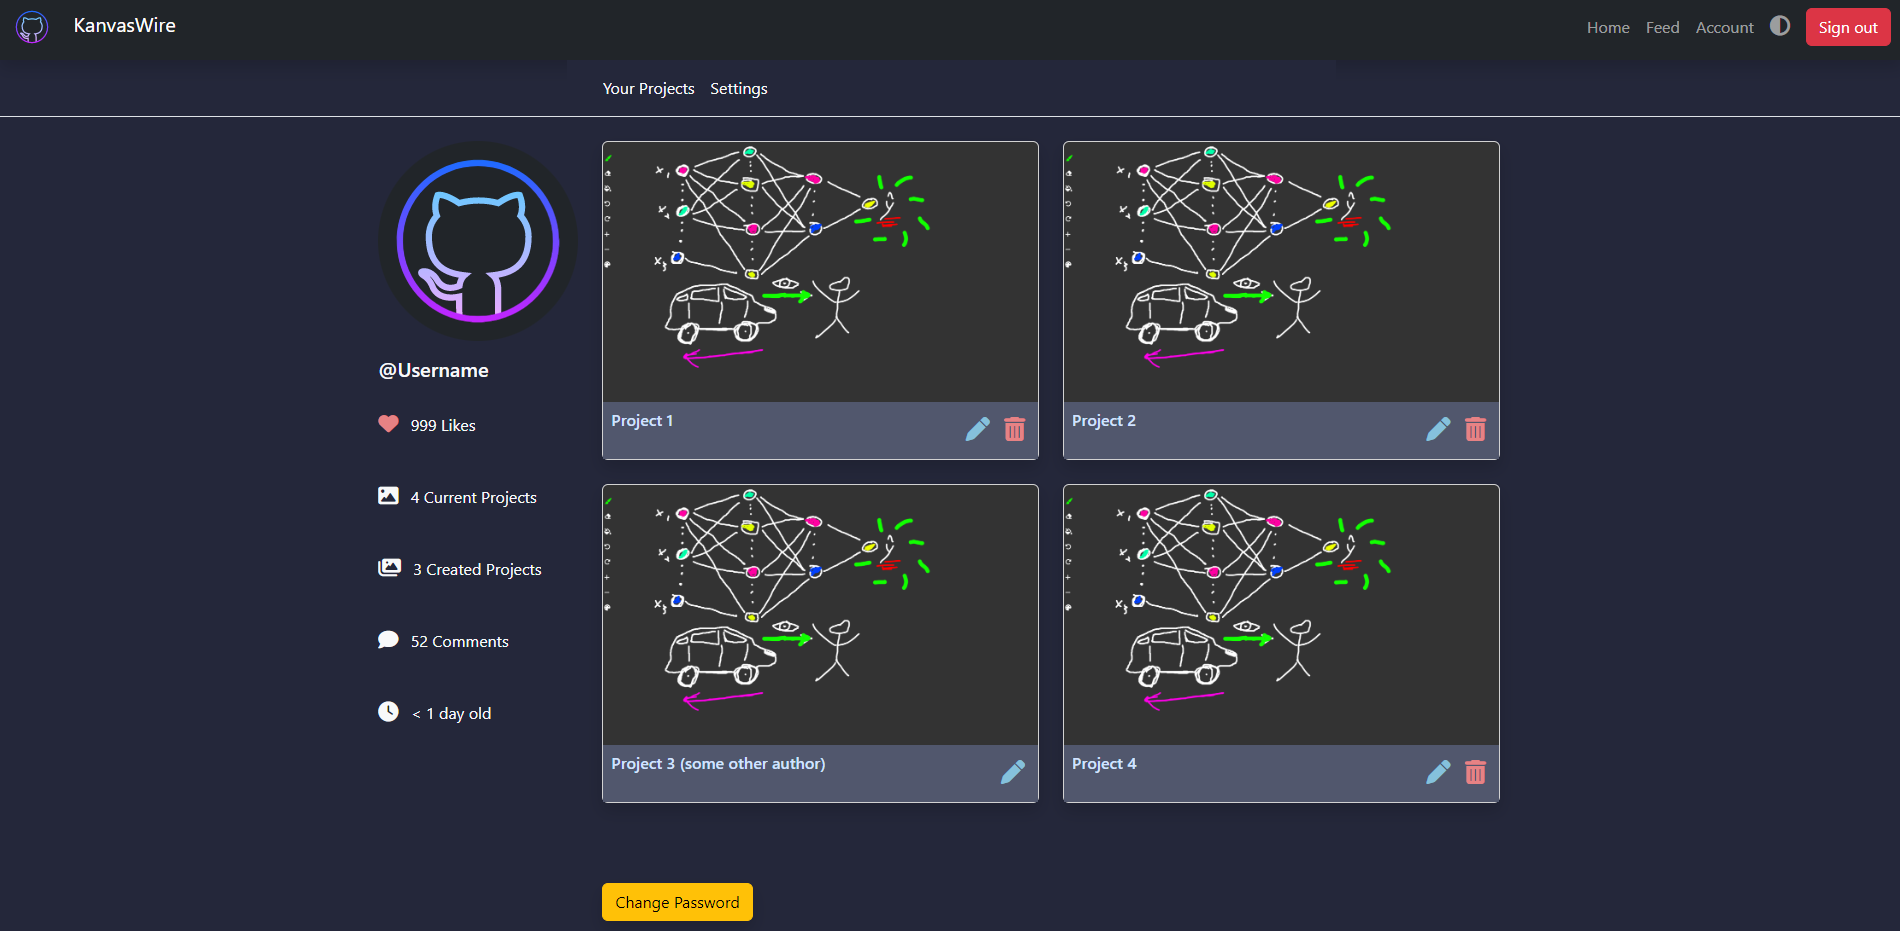 KanvasWire
Home Feed Account Sign out
Your Projects Settings
@Username
999 Likes
4 Current Projects
3 Created Projects
52 Comments
< 1 day old
Project 1
Project 2
Project 3 (some other author)
Project 4
Change Password